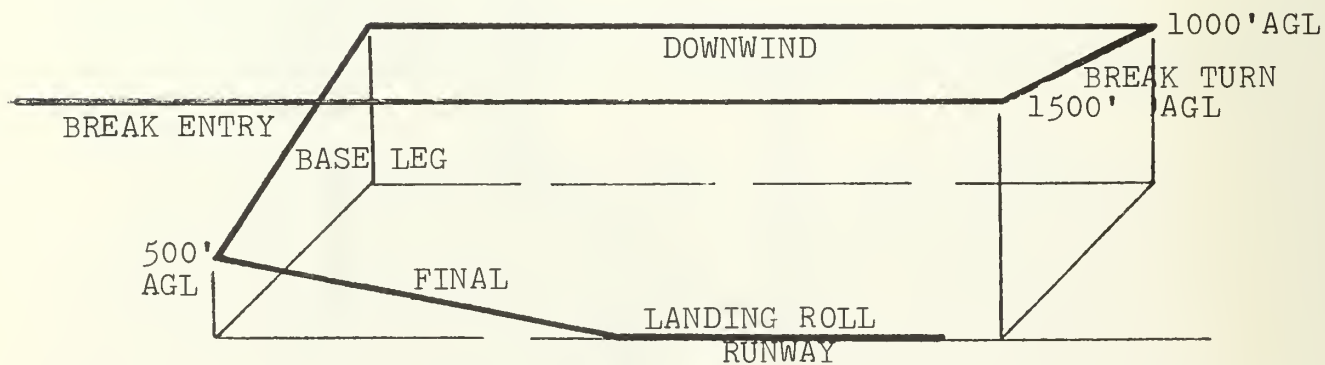 1000'AGL
DOWNWIND
BREAK TURN
1500' AGL
BREAK ENTRY
BASE LEG
500'
AGL
FINAL
LANDING ROLL
RUNWAY